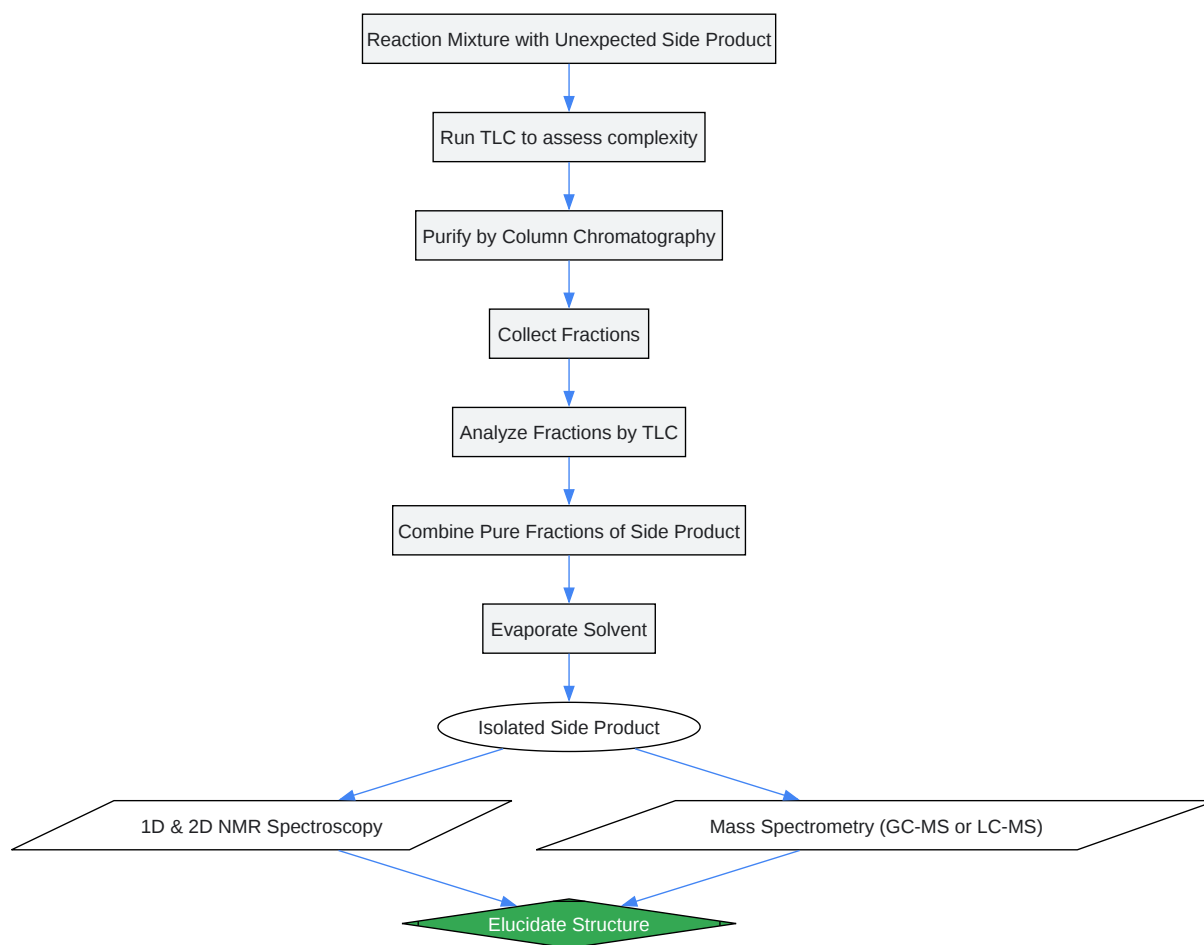 Reaction Mixture with Unexpected Side Product
Run TLC to assess complexity
Purify by Column Chromatography
Collect Fractions
Analyze Fractions by TLC
Combine Pure Fractions of Side Product
Evaporate Solvent
Isolated Side Product
1D & 2D NMR Spectroscopy
Mass Spectrometry (GC-MS or LC-MS)
Elucidate Structure